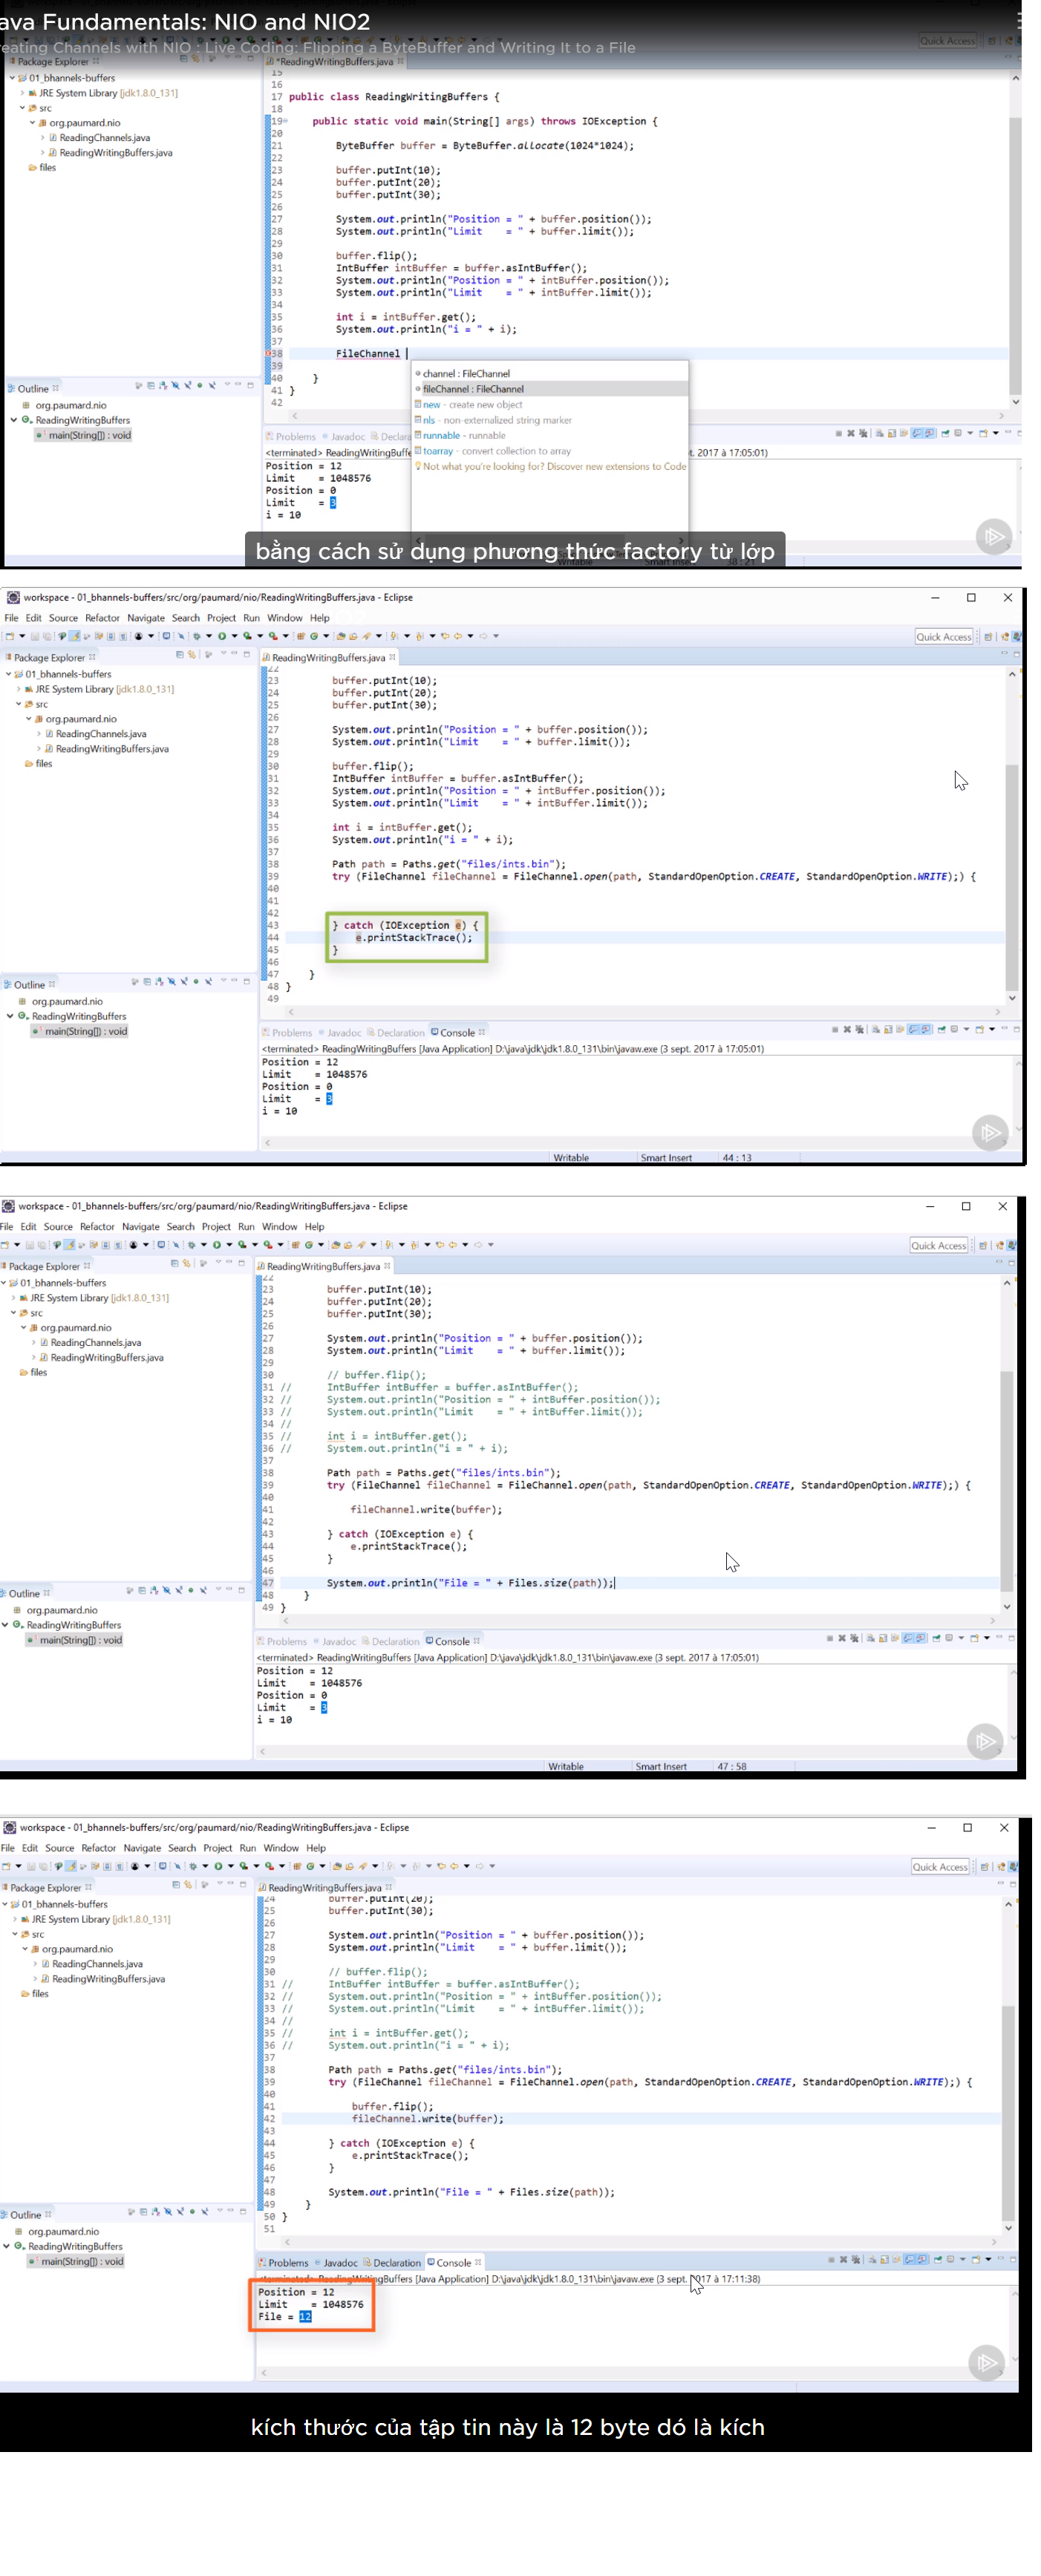 ava Fundamentals: NIO and NIO2
reating Channels with NIO : Live Coding: Flipping a ByteBuffer and Writing It to a File
Quick Access
Package Explorer
*ReadingWritingBuffers.java
01_bhannels-buffers
JRE System Library [jdk1.8.0_131]
src
org.paumard.nio
ReadingChannels.java
ReadingWritingBuffers.java
files
15
16
17 public class ReadingWritingBuffers {
18
19 public static void main(String[] args) throws IOException {
20
21 ByteBuffer buffer = ByteBuffer.allocate(1024*1024);
22
23 buffer.putInt(10);
24 buffer.putInt(20);
25 buffer.putInt(30);
26
27 System.out.println("Position = " + buffer.position());
28 System.out.println("Limit    = " + buffer.limit());
29
30 buffer.flip();
31 IntBuffer intBuffer = buffer.asIntBuffer();
32 System.out.println("Position = " + intBuffer.position());
33 System.out.println("Limit    = " + intBuffer.limit());
34
35 int i = intBuffer.get();
36 System.out.println("i = " + i);
37
38 FileChannel
39
40 }
41 }
42
channel : FileChannel
fileChannel : FileChannel
new - create new object
nls - non-externalized string marker
runnable - runnable
toarray - convert collection to array
Not what you're looking for? Discover new extensions to Code
Outline
org.paumard.nio
ReadingWritingBuffers
main(String[]) : void
Problems Javadoc Declara
<terminated> ReadingWritingBuffe
t. 2017 à 17:05:01)
Position = 12
Limit    = 1048576
Position = 0
Limit    = 3
i = 10
bằng cách sử dụng phương thức factory từ lớp
workspace - 01_bhannels-buffers/src/org/paumard/nio/ReadingWritingBuffers.java - Eclipse
File Edit Source Refactor Navigate Search Project Run Window Help
Quick Access
Package Explorer
ReadingWritingBuffers.java
01_bhannels-buffers
JRE System Library [jdk1.8.0_131]
src
org.paumard.nio
ReadingChannels.java
ReadingWritingBuffers.java
files
22
23 buffer.putInt(10);
24 buffer.putInt(20);
25 buffer.putInt(30);
26
27 System.out.println("Position = " + buffer.position());
28 System.out.println("Limit    = " + buffer.limit());
29
30 buffer.flip();
31 IntBuffer intBuffer = buffer.asIntBuffer();
32 System.out.println("Position = " + intBuffer.position());
33 System.out.println("Limit    = " + intBuffer.limit());
34
35 int i = intBuffer.get();
36 System.out.println("i = " + i);
37
38 Path path = Paths.get("files/ints.bin");
39 try (FileChannel fileChannel = FileChannel.open(path, StandardOpenOption.CREATE, StandardOpenOption.WRITE);) {
40
41
42
43 } catch (IOException e) {
44 e.printStackTrace();
45 }
46
47 }
48 }
49
Outline
org.paumard.nio
ReadingWritingBuffers
main(String[]) : void
Problems Javadoc Declaration Console
<terminated> ReadingWritingBuffers [Java Application] D:\java\jdk\jdk1.8.0_131\bin\javaw.exe (3 sept. 2017 à 17:05:01)
Position = 12
Limit    = 1048576
Position = 0
Limit    = 3
i = 10
Writable Smart Insert 44 : 13
workspace - 01_bhannels-buffers/src/org/paumard/nio/ReadingWritingBuffers.java - Eclipse
File Edit Source Refactor Navigate Search Project Run Window Help
Quick Access
Package Explorer
ReadingWritingBuffers.java
01_bhannels-buffers
JRE System Library [jdk1.8.0_131]
src
org.paumard.nio
ReadingChannels.java
ReadingWritingBuffers.java
files
22
23 buffer.putInt(10);
24 buffer.putInt(20);
25 buffer.putInt(30);
26
27 System.out.println("Position = " + buffer.position());
28 System.out.println("Limit    = " + buffer.limit());
29
30 // buffer.flip();
31 // IntBuffer intBuffer = buffer.asIntBuffer();
32 // System.out.println("Position = " + intBuffer.position());
33 // System.out.println("Limit    = " + intBuffer.limit());
34 //
35 // int i = intBuffer.get();
36 // System.out.println("i = " + i);
37
38 Path path = Paths.get("files/ints.bin");
39 try (FileChannel fileChannel = FileChannel.open(path, StandardOpenOption.CREATE, StandardOpenOption.WRITE);) {
40
41 fileChannel.write(buffer);
42
43 } catch (IOException e) {
44 e.printStackTrace();
45 }
46
47 System.out.println("File = " + Files.size(path));
48 }
49 }
Outline
org.paumard.nio
ReadingWritingBuffers
main(String[]) : void
Problems Javadoc Declaration Console
<terminated> ReadingWritingBuffers [Java Application] D:\java\jdk\jdk1.8.0_131\bin\javaw.exe (3 sept. 2017 à 17:05:01)
Position = 12
Limit    = 1048576
Position = 0
Limit    = 3
i = 10
Writable Smart Insert 47 : 58
workspace - 01_bhannels-buffers/src/org/paumard/nio/ReadingWritingBuffers.java - Eclipse
File Edit Source Refactor Navigate Search Project Run Window Help
Quick Access
Package Explorer
ReadingWritingBuffers.java
01_bhannels-buffers
JRE System Library [jdk1.8.0_131]
src
org.paumard.nio
ReadingChannels.java
ReadingWritingBuffers.java
files
24 buffer.putInt(20);
25 buffer.putInt(30);
26
27 System.out.println("Position = " + buffer.position());
28 System.out.println("Limit    = " + buffer.limit());
29
30 // buffer.flip();
31 // IntBuffer intBuffer = buffer.asIntBuffer();
32 // System.out.println("Position = " + intBuffer.position());
33 // System.out.println("Limit    = " + intBuffer.limit());
34 //
35 // int i = intBuffer.get();
36 // System.out.println("i = " + i);
37
38 Path path = Paths.get("files/ints.bin");
39 try (FileChannel fileChannel = FileChannel.open(path, StandardOpenOption.CREATE, StandardOpenOption.WRITE);) {
40
41 buffer.flip();
42 fileChannel.write(buffer);
43
44 } catch (IOException e) {
45 e.printStackTrace();
46 }
47
48 System.out.println("File = " + Files.size(path));
49 }
50 }
51
Outline
org.paumard.nio
ReadingWritingBuffers
main(String[]) : void
Problems Javadoc Declaration Console
<terminated> ReadingWritingBuffers [Java Application] D:\java\jdk\jdk1.8.0_131\bin\javaw.exe (3 sept. 2017 à 17:11:38)
Position = 12
Limit    = 1048576
File = 12
kích thước của tập tin này là 12 byte dó là kích